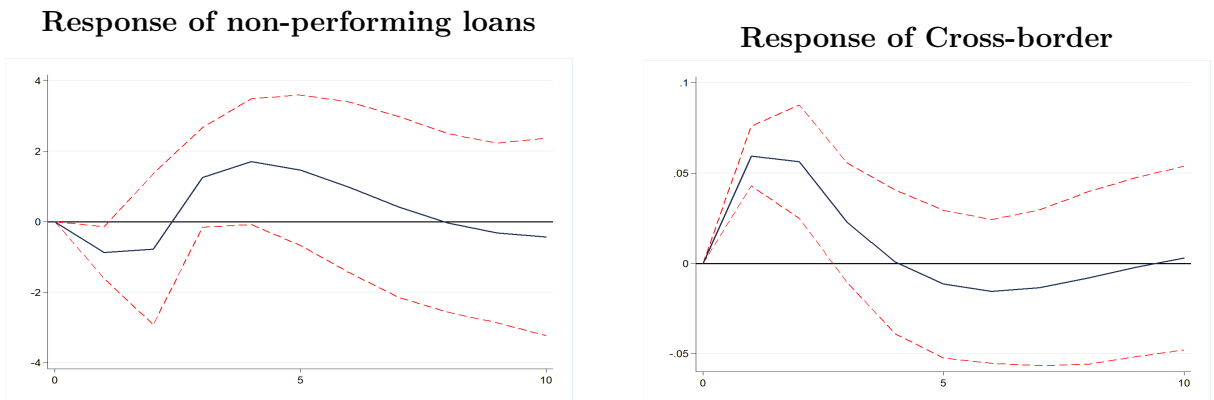 Response of non-performing loans
4
2
0
-2
-4
0 5 10
Response of Cross-border
.1
.05
0
-.05
0 5 10